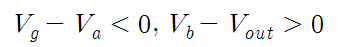 V_g − V_a < 0, V_b − V_out > 0